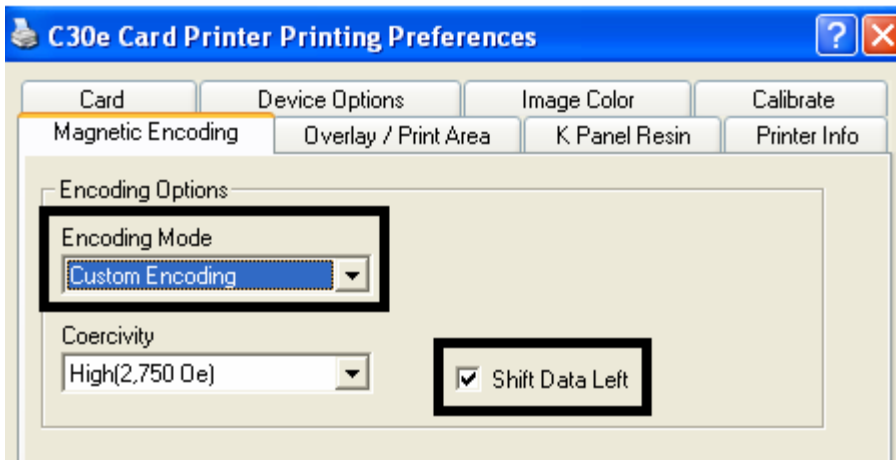 C30e Card Printer Printing Preferences
Card Device Options Image Color Calibrate
Magnetic Encoding Overlay / Print Area K Panel Resin Printer Info
Encoding Options
Encoding Mode
Custom Encoding
Coercivity
High(2,750 Oe) Shift Data Left